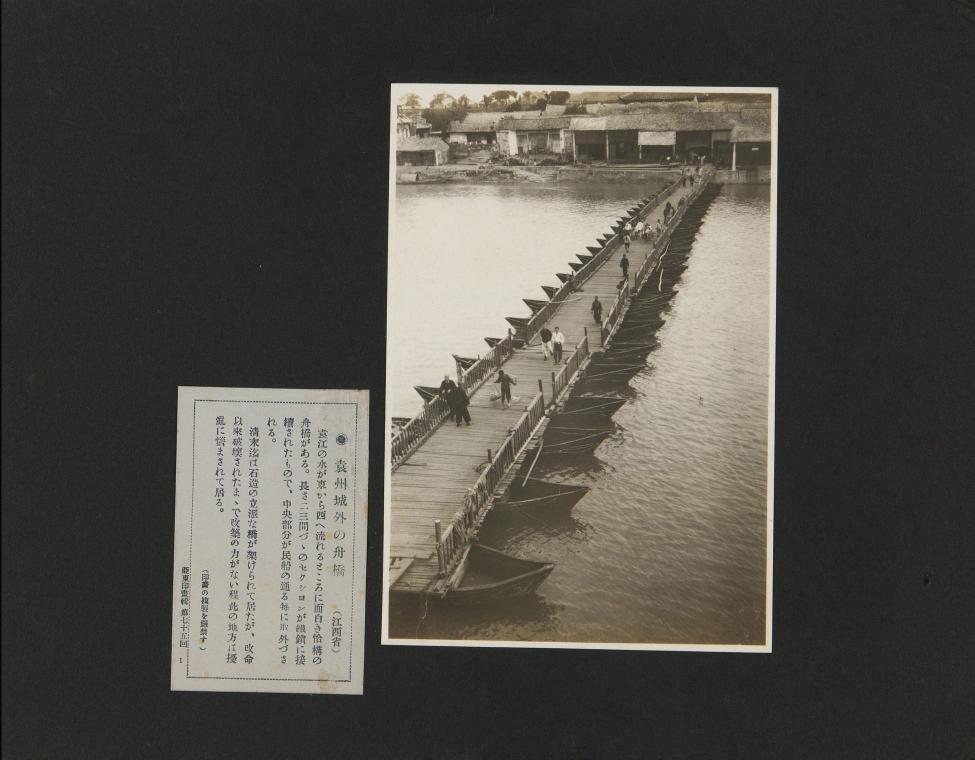 ◉ 袁州城外の舟橋 (江西省)
袁江の水が東から西へ流れるところに面白き恰構の
舟橋がある。長さ二三間づゝのセクシヨンが鐵鎖に接
續されたもので、中央部分が民船の通る毎に取外づさ
れる。
清末迄は石造の立派な橋が架けられて居たが、改命
以來破壞されたまゝで改築の力がない程此の地方は擾
亂に惱まされて居る。
(印畵の複製を嚴禁す)
亞東印畵輯 第七十五回
1